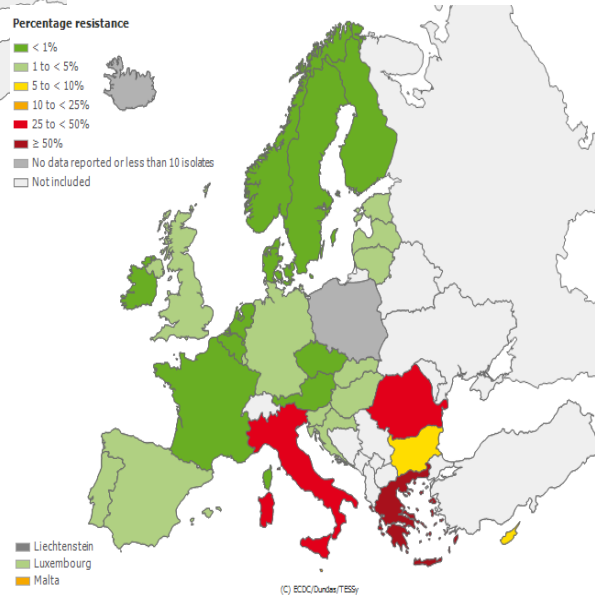 Percentage resistance
< 1%
1 to < 5%
5 to < 10%
10 to < 25%
25 to < 50%
≥ 50%
No data reported or less than 10 isolates
Not included
Liechtenstein
Luxembourg
Malta
(C) ECDC/Dundas/TESSy